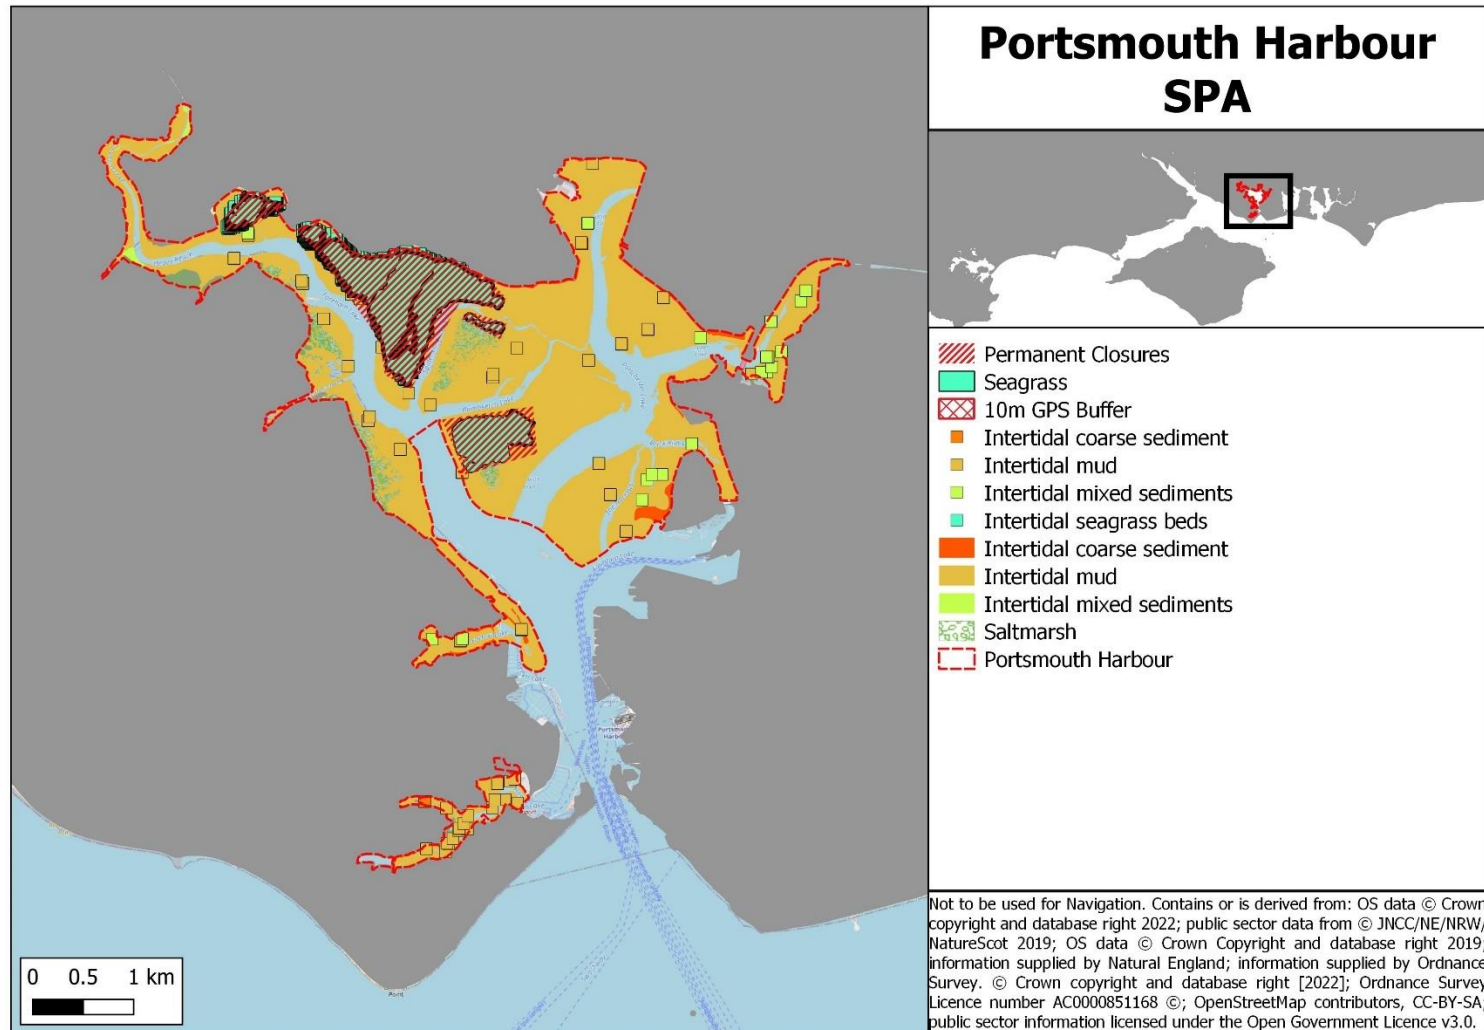 Portsmouth Harbour
SPA
Permanent Closures
Seagrass
10m GPS Buffer
Intertidal coarse sediment
Intertidal mud
Intertidal mixed sediments
Intertidal seagrass beds
Intertidal coarse sediment
Intertidal mud
Intertidal mixed sediments
Saltmarsh
Portsmouth Harbour
Not to be used for Navigation. Contains or is derived from: OS data © Crown
copyright and database right 2022; public sector data from © JNCC/NE/NRW/
NatureScot 2019; OS data © Crown Copyright and database right 2019
information supplied by Natural England; information supplied by Ordnance
Survey. © Crown copyright and database right [2022]; Ordnance Survey
Licence number AC0000851168 ©; OpenStreetMap contributors, CC-BY-SA
public sector information licensed under the Open Government Licence v3.0.
0 0.5 1 km
Point